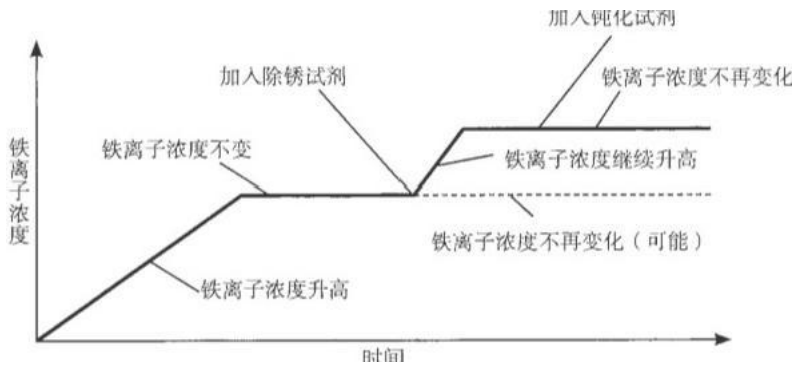 加入钝化试剂
加入除锈试剂
铁离子浓度不再变化
铁离子浓度不变
铁离子浓度继续升高
铁离子浓度
铁离子浓度不再变化（可能）
铁离子浓度升高
时间